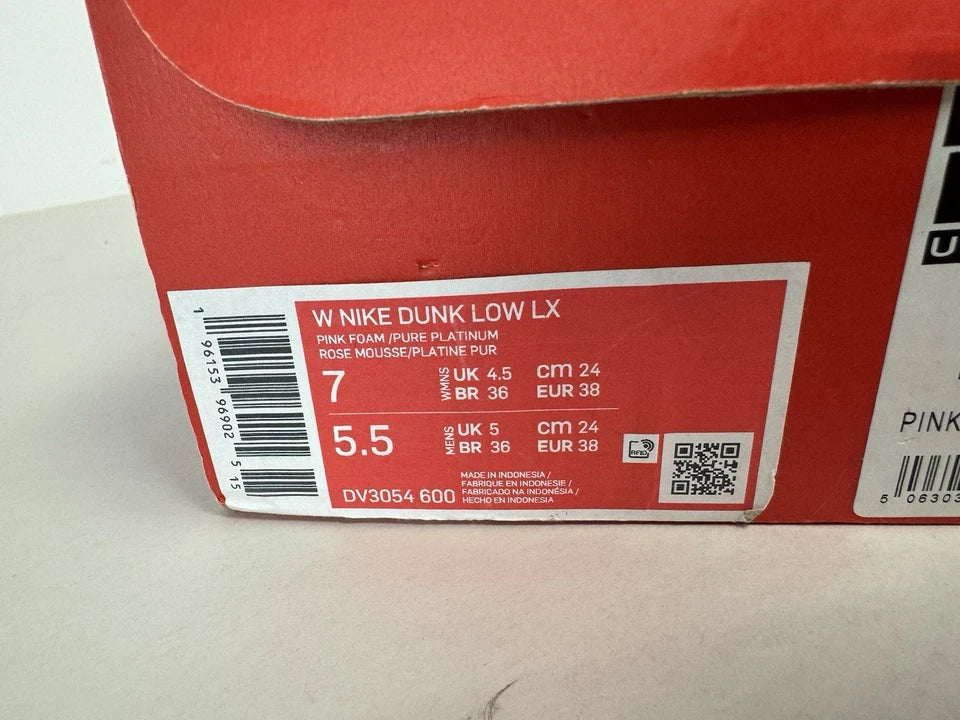 W NIKE DUNK LOW LX
PINK FOAM /PURE PLATINUM
ROSE MOUSSE/PLATINE PUR
7 WMNS UK 4.5 cm 24
BR 36 EUR 38
5.5 MENS UK 5 cm 24
BR 36 EUR 38
RFID
DV3054 600
MADE IN INDONESIA /
FABRIQUE EN INDONESIE /
FABRICADO NA INDONÉSIA /
HECHO EN INDONESIA
1 96153 96902 5 15
U
PINK
5 06303